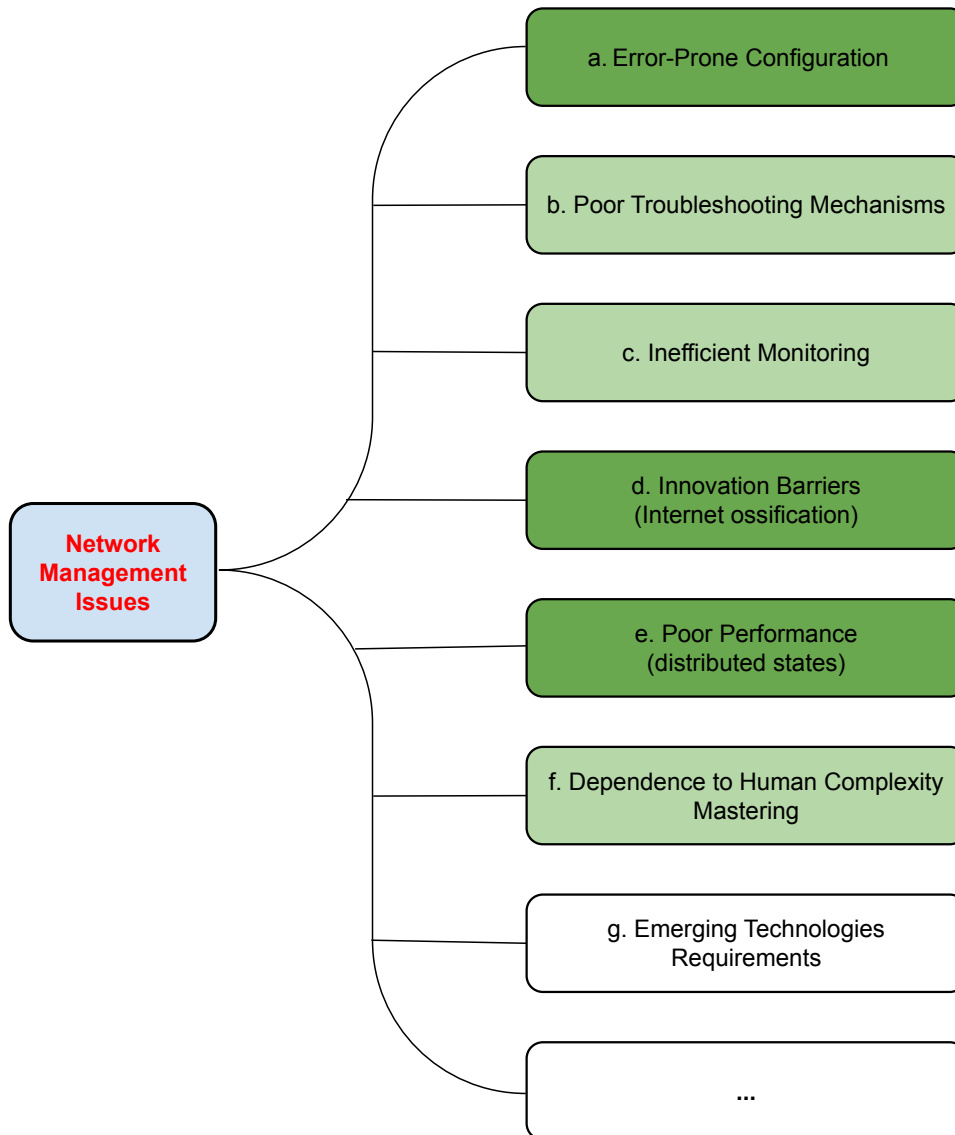 a. Error-Prone Configuration
b. Poor Troubleshooting Mechanisms
c. Inefficient Monitoring
d. Innovation Barriers
(Internet ossification)
Network
Management
Issues
e. Poor Performance
(distributed states)
f. Dependence to Human Complexity
Mastering
g. Emerging Technologies
Requirements
...